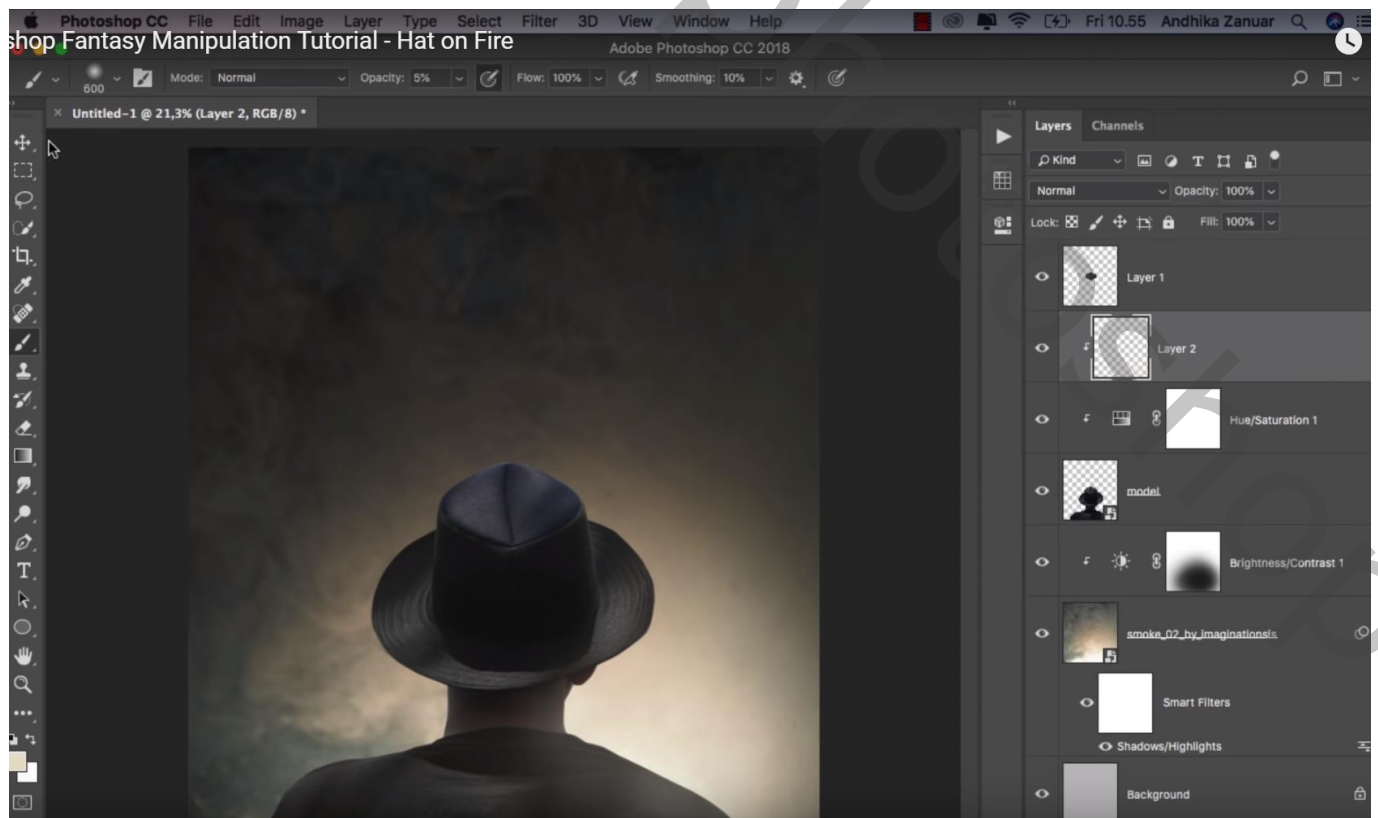 Photoshop CC File Edit Image Layer Type Select Filter 3D View Window Help Fri 10.55 Andhika Zanuar
shop Fantasy Manipulation Tutorial - Hat on Fire
Adobe Photoshop CC 2018
600 Mode: Normal Opacity: 5% Flow: 100% Smoothing: 10%
× Untitled-1 @ 21,3% (Layer 2, RGB/8) *
Layers Channels
Kind
Normal Opacity: 100%
Lock: Fill: 100%
Layer 1
Layer 2
Hue/Saturation 1
model
Brightness/Contrast 1
smoke_02_by_imaginationsis
Smart Filters
Shadows/Highlights
Background